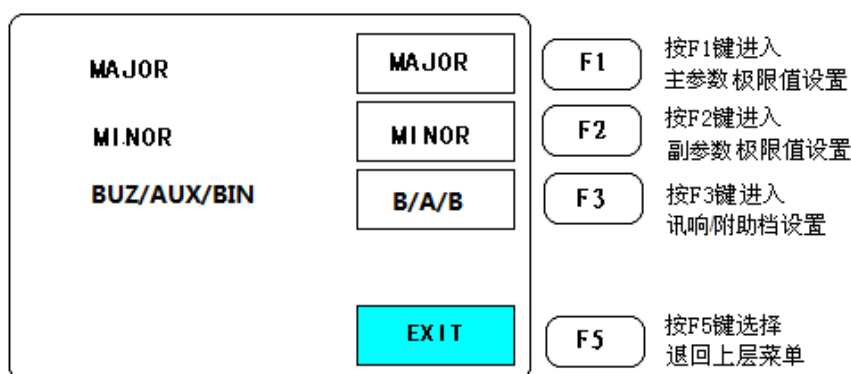 MAJOR MAJOR F1 按F1键进入
主参数极限值设置
MINOR MINOR F2 按F2键进入
副参数极限值设置
BUZ/AUX/BIN B/A/B F3 按F3键进入
讯响/附助档设置
EXIT F5 按F5键选择
退回上层菜单